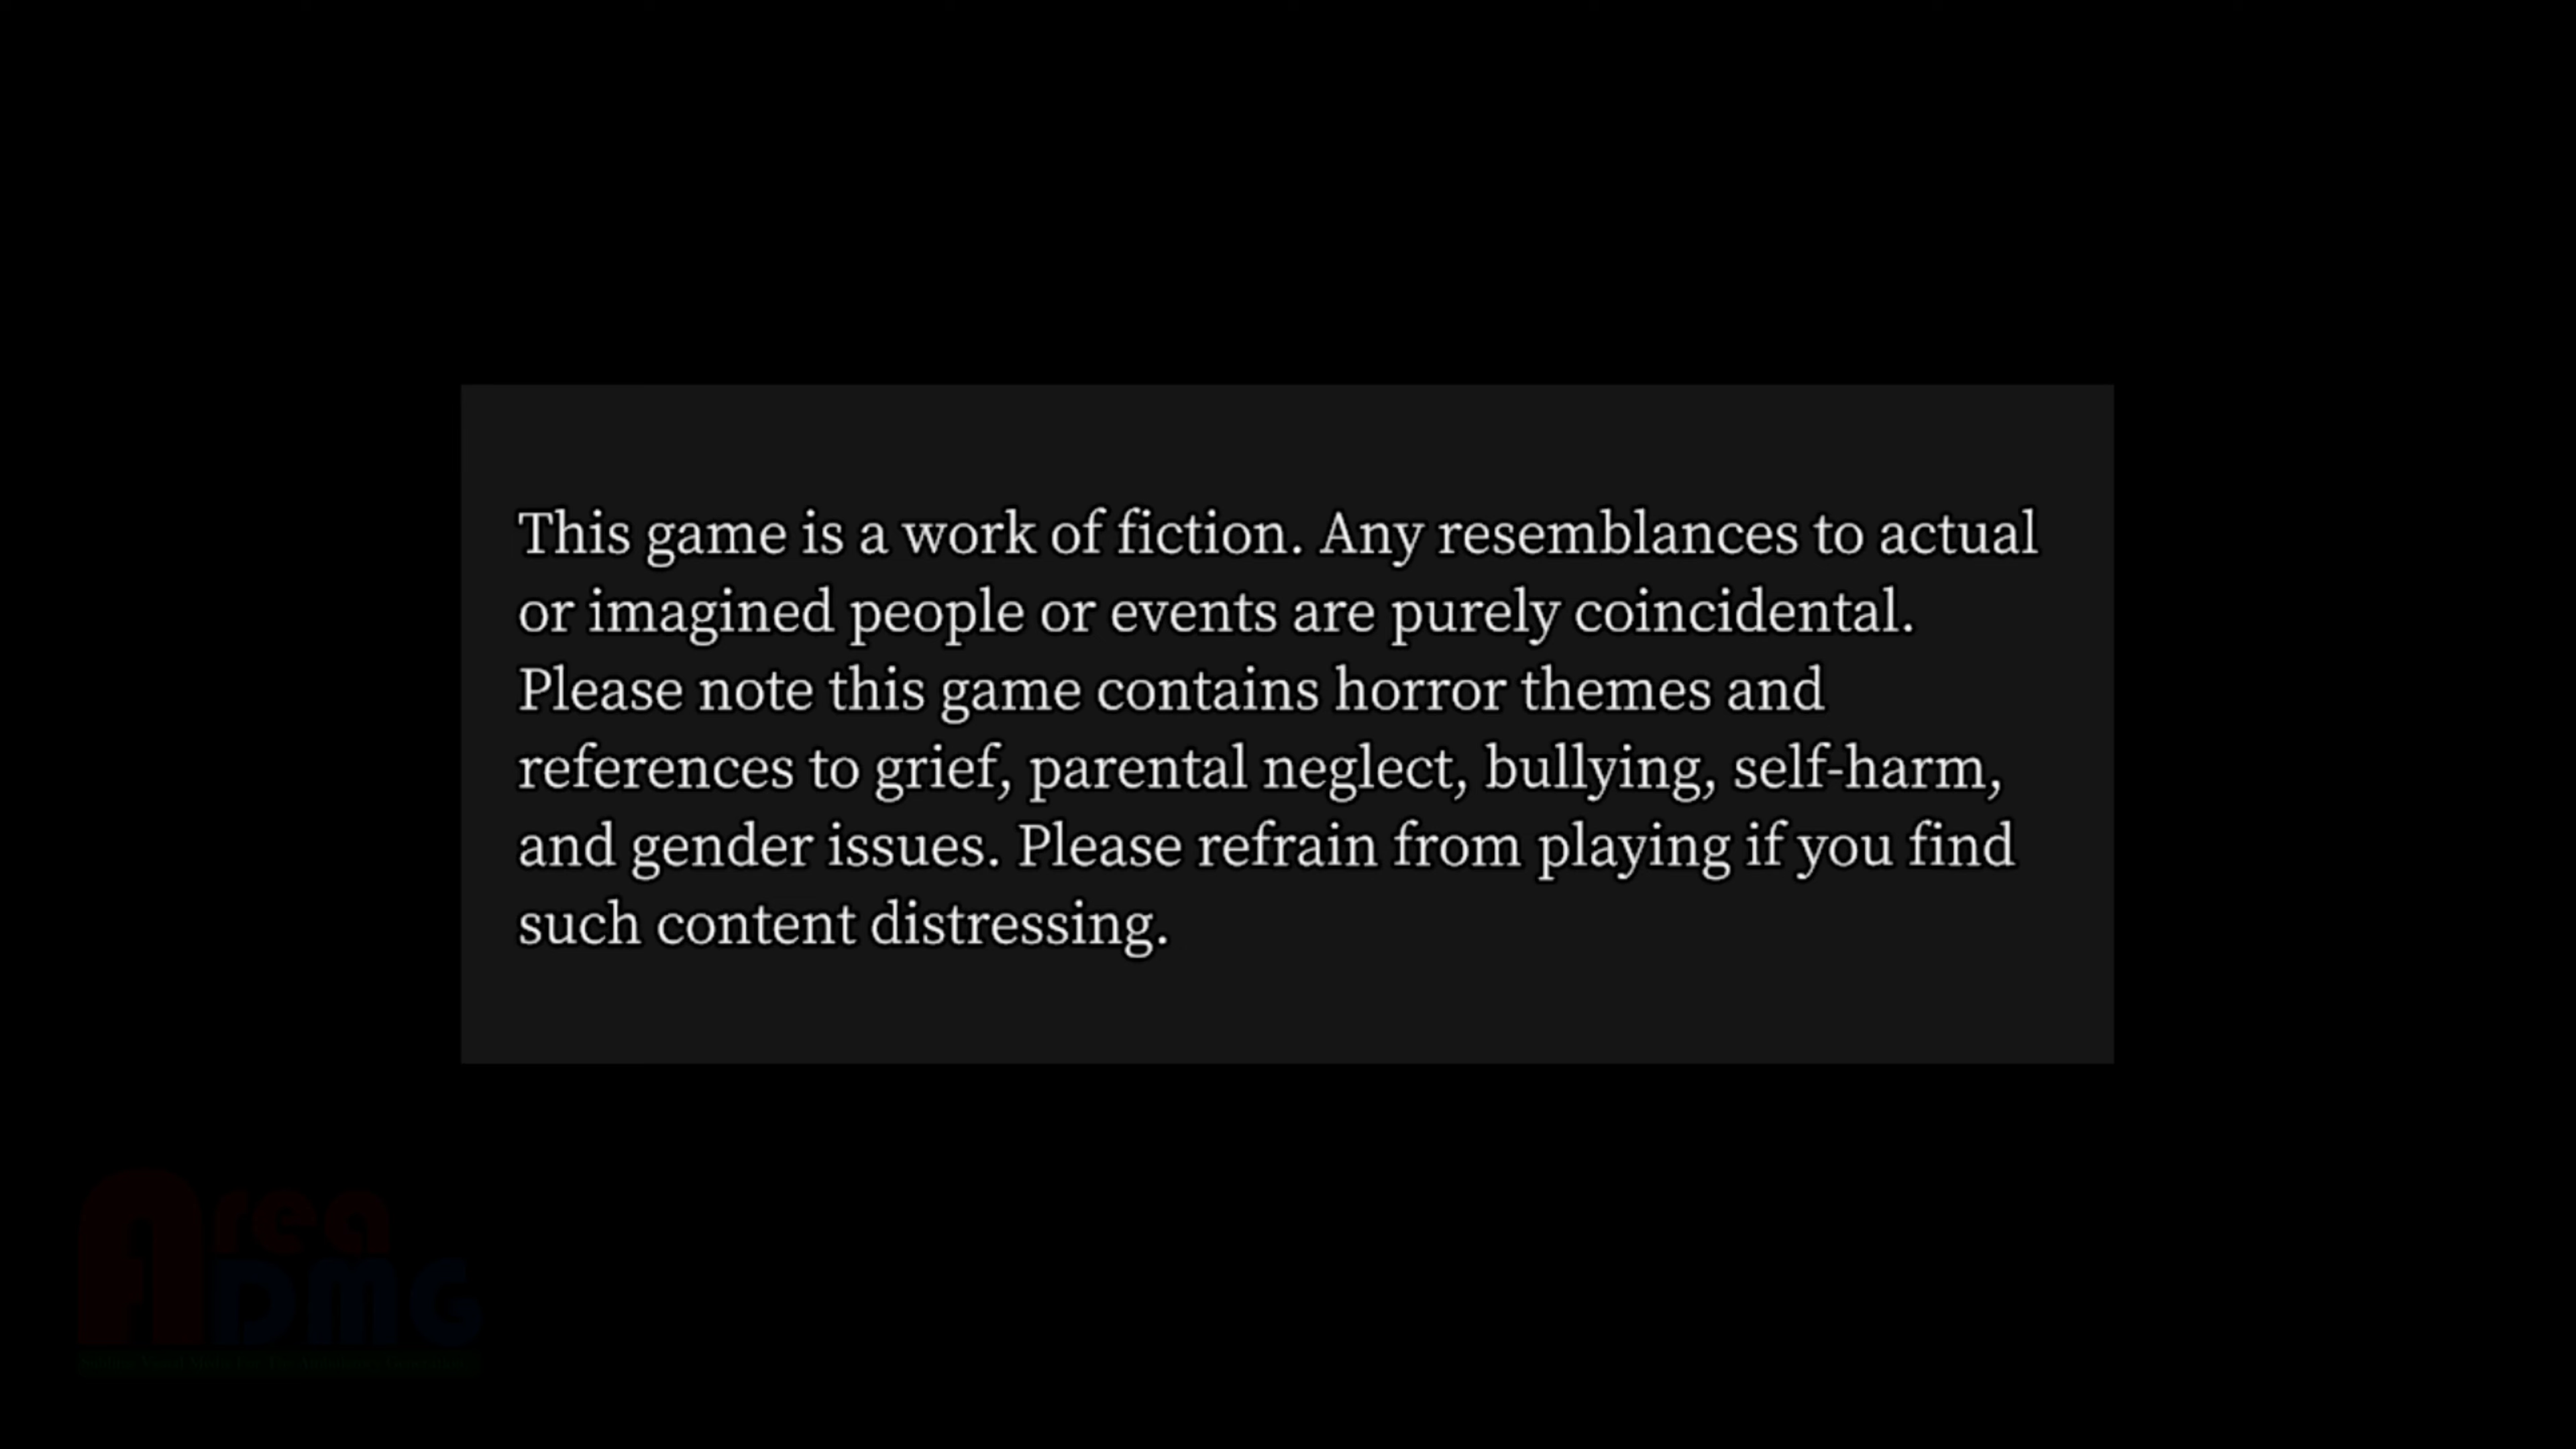 This game is a work of fiction. Any resemblances to actual
or imagined people or events are purely coincidental.
Please note this game contains horror themes and
references to grief, parental neglect, bullying, self-harm,
and gender issues. Please refrain from playing if you find
such content distressing.
Area
DMG